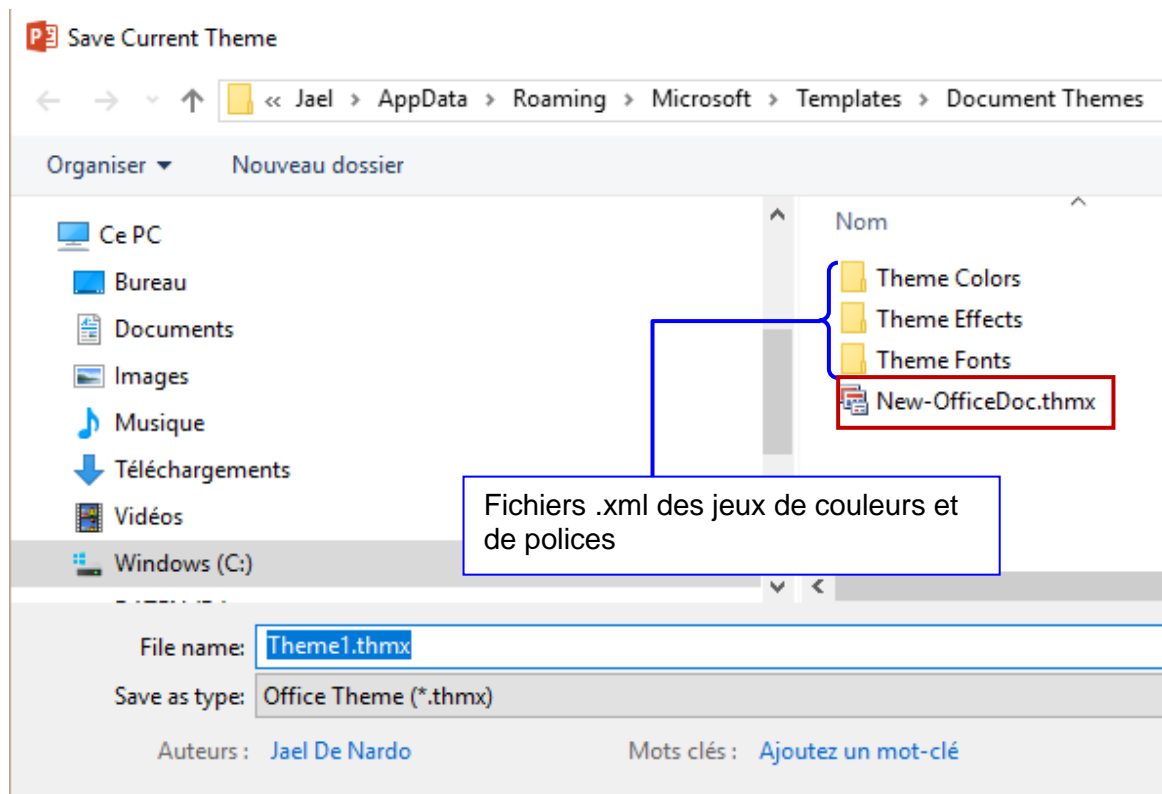 Save Current Theme
« Jael > AppData > Roaming > Microsoft > Templates > Document Themes
Organiser Nouveau dossier
Nom
Ce PC
Bureau
Documents
Images
Musique
Téléchargements
Vidéos
Windows (C:)
Theme Colors
Theme Effects
Theme Fonts
New-OfficeDoc.thmx
Fichiers .xml des jeux de couleurs et
de polices
File name: Theme1.thmx
Save as type: Office Theme (*.thmx)
Auteurs : Jael De Nardo Mots clés : Ajoutez un mot-clé